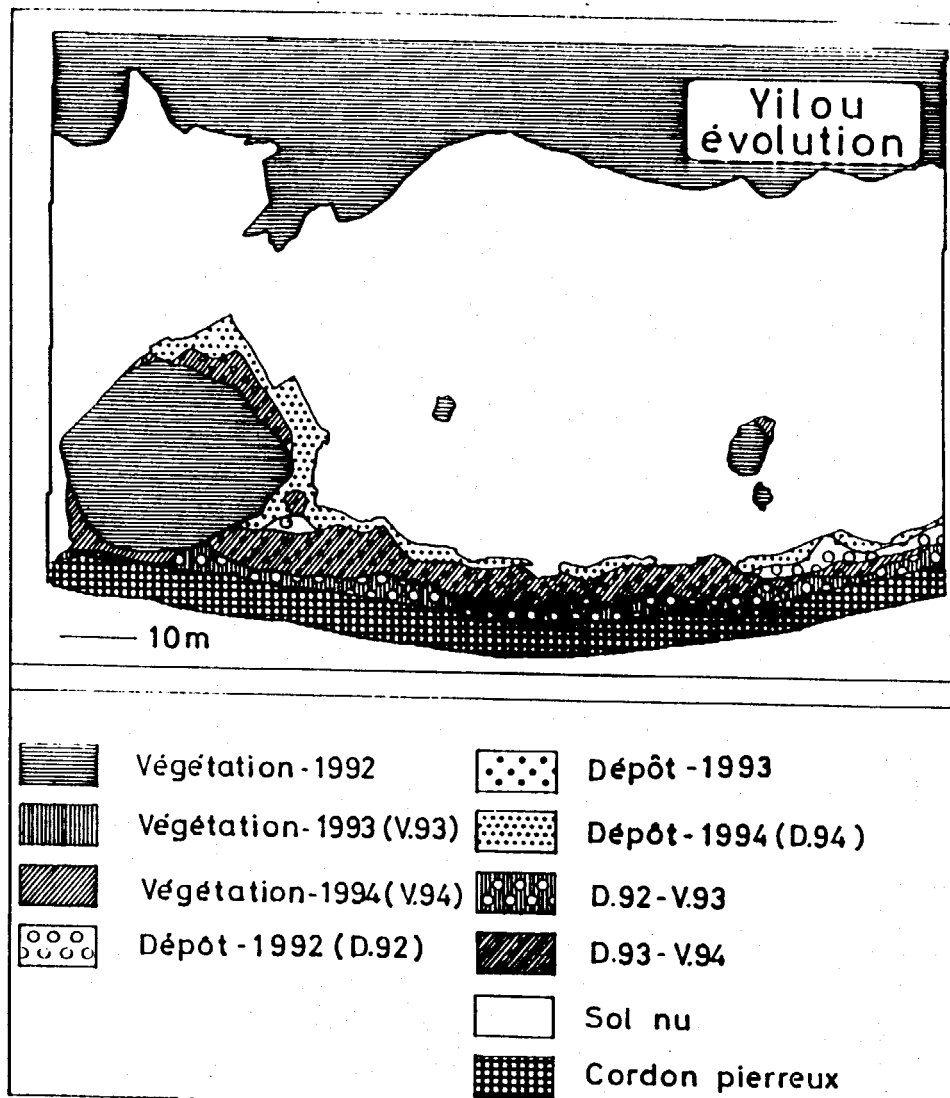 Yilou
évolution
10m
Végétation-1992
Végétation-1993 (V.93)
Végétation-1994 (V.94)
Dépôt-1992 (D.92)
Dépôt-1993
Dépôt-1994 (D.94)
D.92-V.93
D.93-V.94
Sol nu
Cordon pierreux